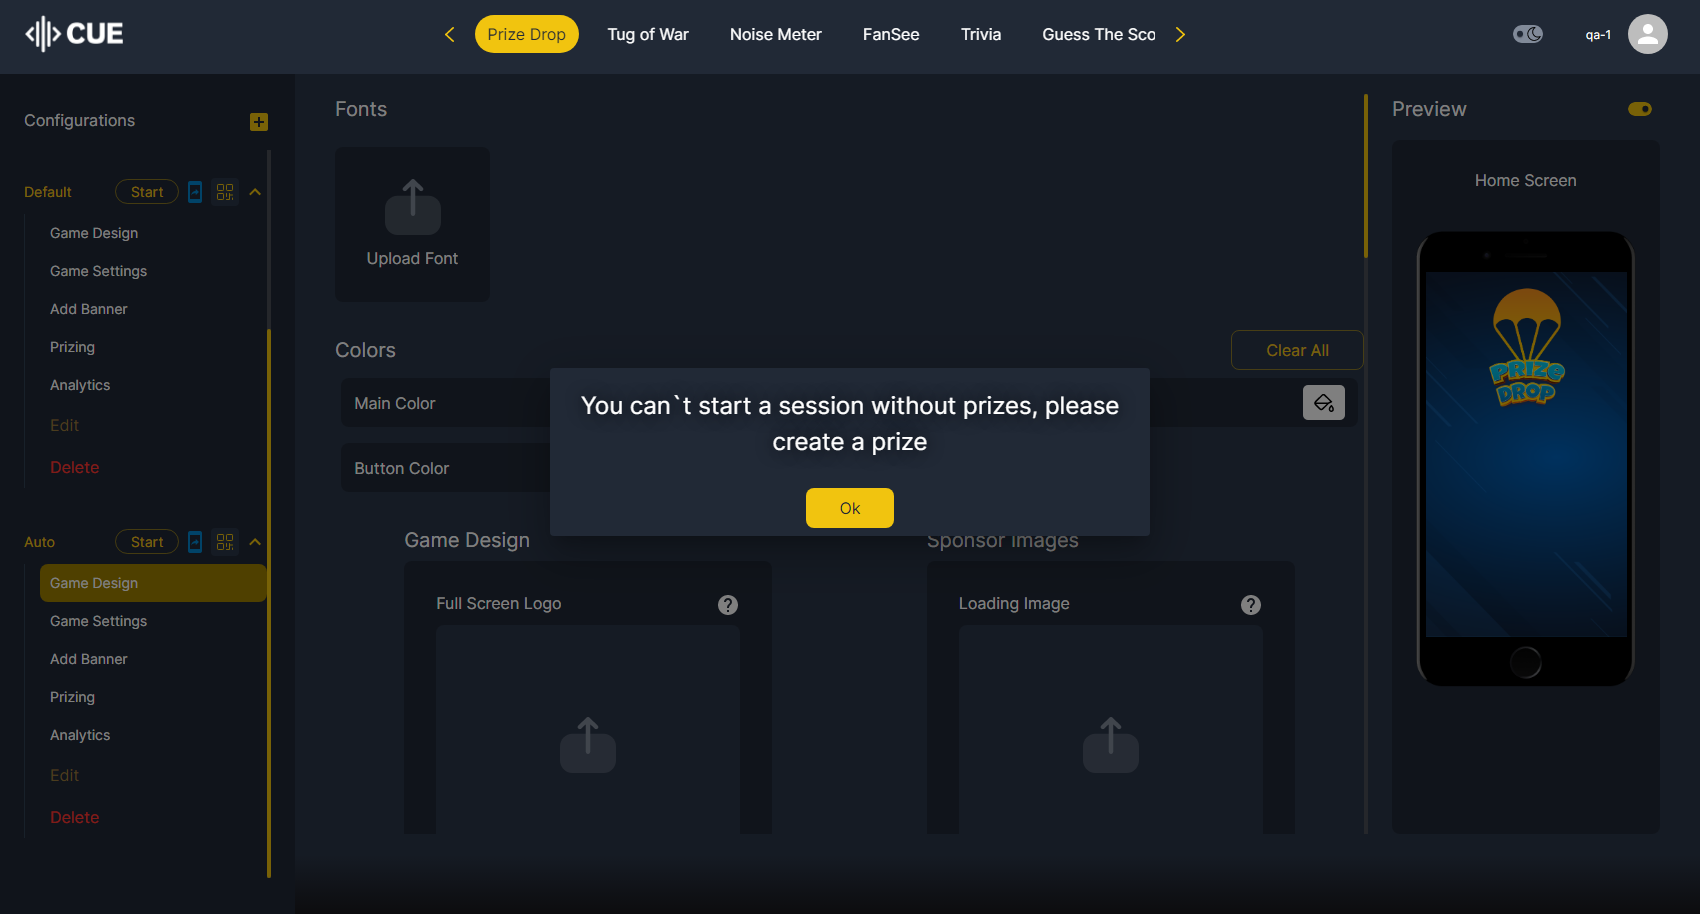 CUE
Prize Drop
Tug of War
Noise Meter
FanSee
Trivia
Guess The Sco
qa-1
Configurations
Default
Start
Game Design
Game Settings
Add Banner
Prizing
Analytics
Edit
Delete
Auto
Start
Game Design
Game Settings
Add Banner
Prizing
Analytics
Edit
Delete
Fonts
Upload Font
Colors
Clear All
Main Color
Button Color
You can`t start a session without prizes, please
create a prize
Ok
Game Design
Full Screen Logo
Sponsor Images
Loading Image
Preview
Home Screen
PRIZE
DROP